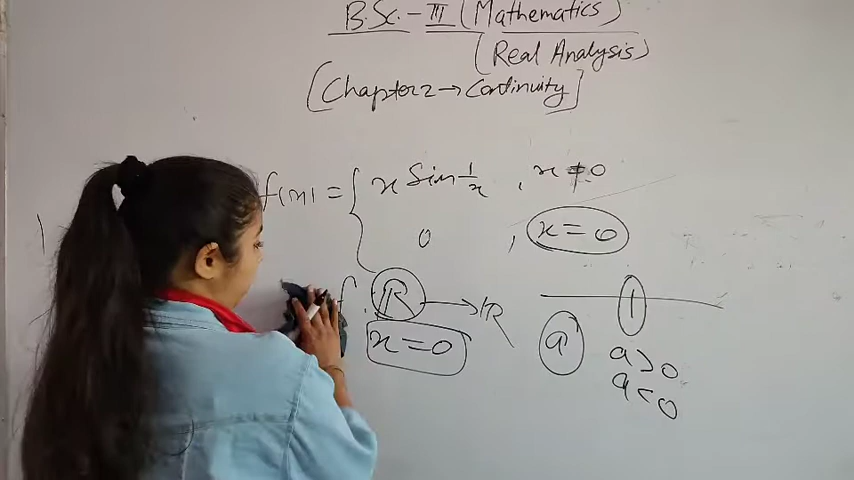 B.Sc. - III (Mathematics)
(Real Analysis)
[Chapter 2 → Continuity]
f(x) = { x Sin 1/x , x ≠ 0
0 , x = 0
f: ℝ → ℝ
x = 0
a
a > 0
a < 0